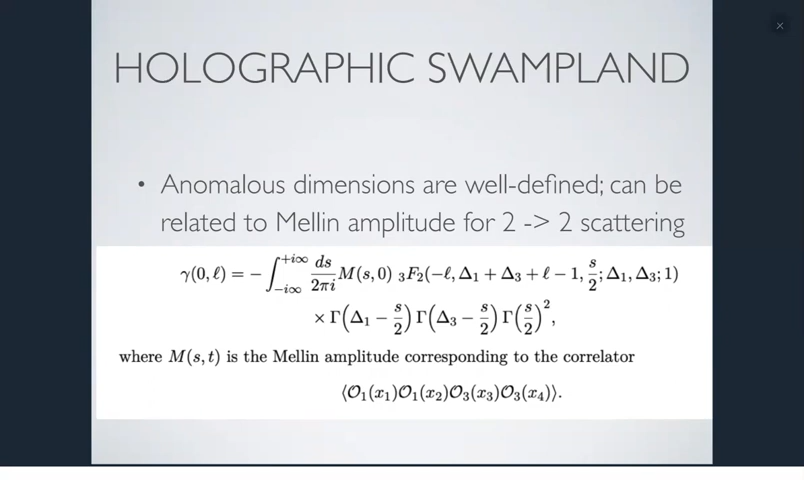 HOLOGRAPHIC SWAMPLAND
• Anomalous dimensions are well-defined; can be
related to Mellin amplitude for 2 -> 2 scattering
γ(0, ℓ) = − ∫_{−i∞}^{+i∞} ds/2πi M(s, 0) ₃F₂(−ℓ, Δ₁ + Δ₃ + ℓ − 1, s/2; Δ₁, Δ₃; 1)
× Γ(Δ₁ − s/2) Γ(Δ₃ − s/2) Γ(s/2)²,
where M(s, t) is the Mellin amplitude corresponding to the correlator
⟨𝒪₁(x₁)𝒪₁(x₂)𝒪₃(x₃)𝒪₃(x₄)⟩.